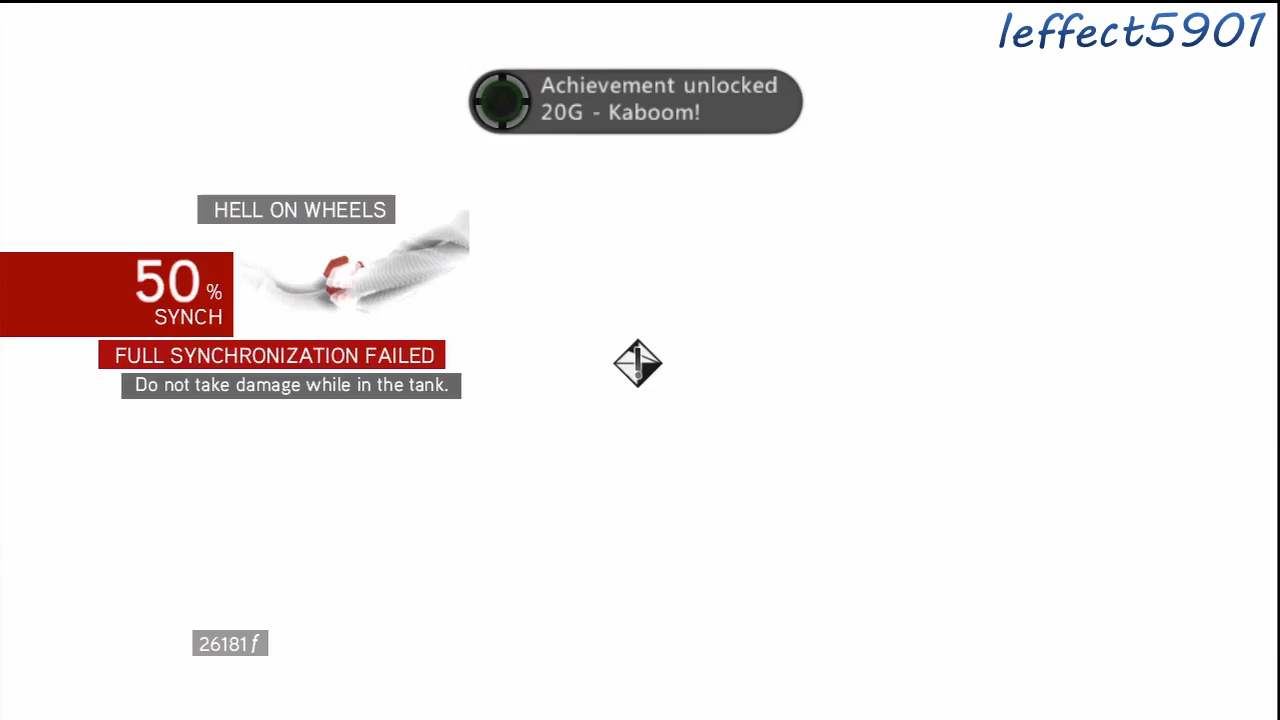 leffect5901
Achievement unlocked
20G - Kaboom!
HELL ON WHEELS
50 %
SYNCH
FULL SYNCHRONIZATION FAILED
Do not take damage while in the tank.
26181 ƒ